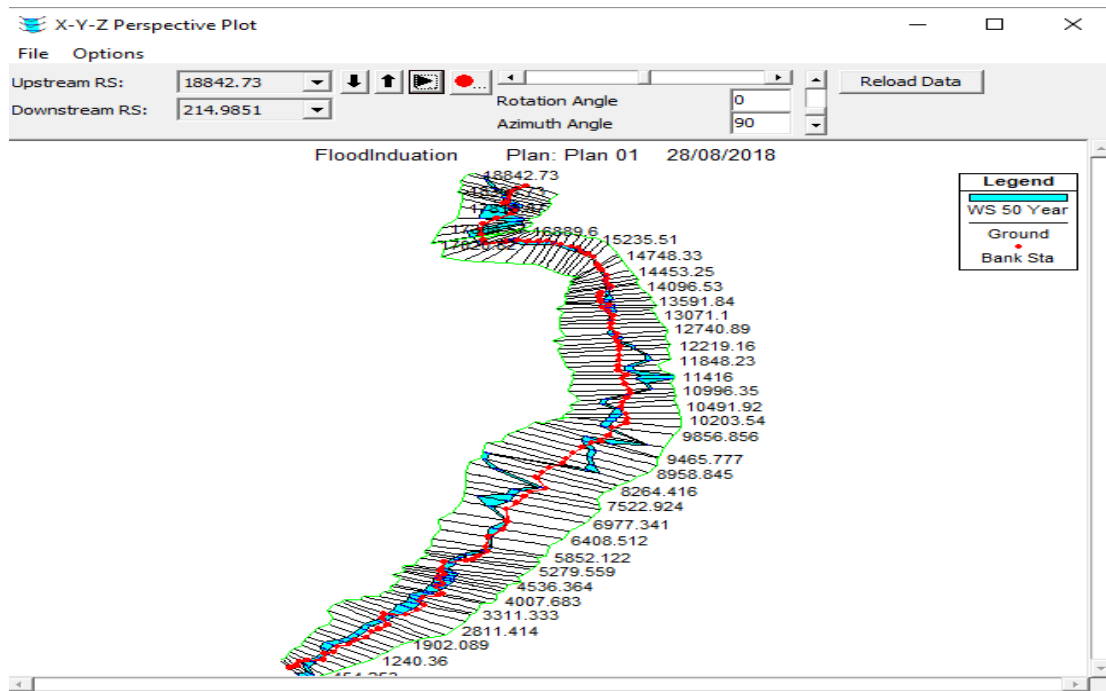 X-Y-Z Perspective Plot
File Options
Upstream RS: 18842.73
Downstream RS: 214.9851
Rotation Angle 0
Azimuth Angle 90
Reload Data
FloodInduation Plan: Plan 01 28/08/2018
Legend
WS 50 Year
Ground
Bank Sta
18842.73
16889.6
15235.51
14748.33
14453.25
14096.53
13591.84
13071.1
12740.89
12219.16
11848.23
11416
10996.35
10491.92
10203.54
9856.856
9465.777
8958.845
8264.416
7522.924
6977.341
6408.512
5852.122
5279.559
4536.364
4007.683
3311.333
2811.414
1902.089
1240.36